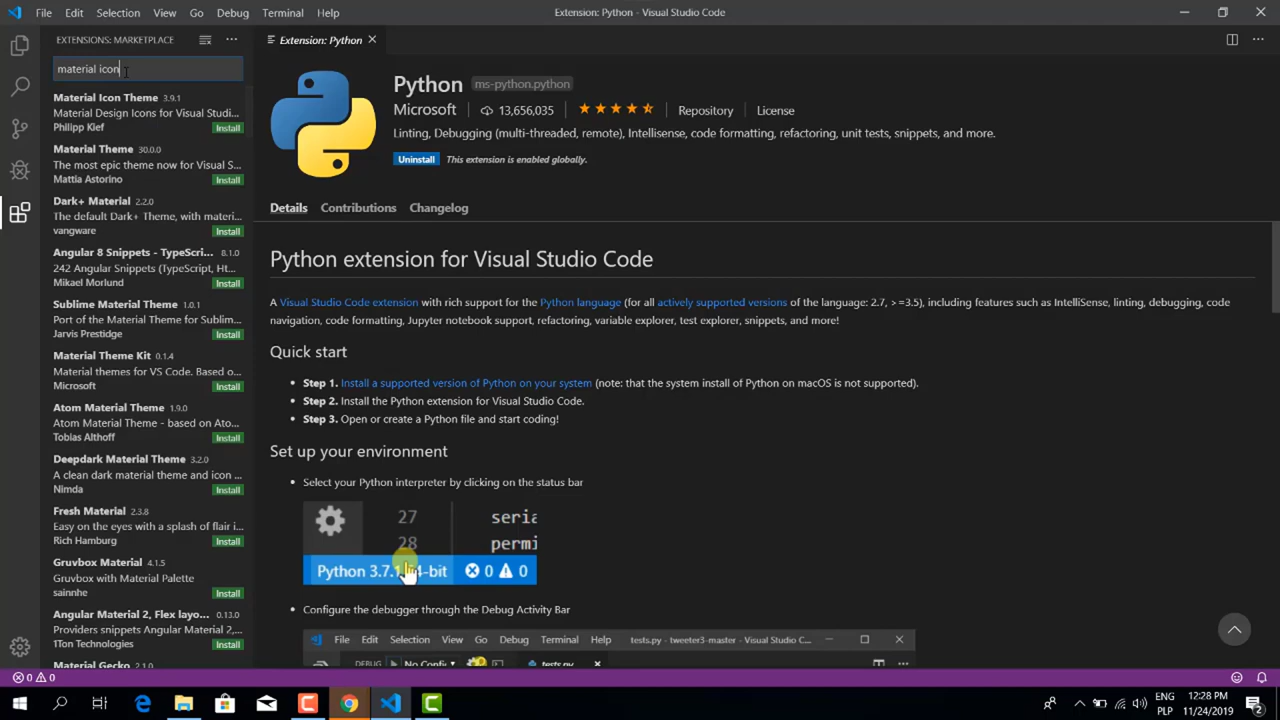 File Edit Selection View Go Debug Terminal Help
Extension: Python - Visual Studio Code
EXTENSIONS: MARKETPLACE
material icon
Material Icon Theme 3.9.1
Material Design Icons for Visual Studi...
Philipp Kief Install
Material Theme 30.0.0
The most epic theme now for Visual S...
Mattia Astorino Install
Dark+ Material 2.2.0
The default Dark+ Theme, with materi...
vangware Install
Angular 8 Snippets - TypeScri... 8.1.0
242 Angular Snippets (TypeScript, Ht...
Mikael Morlund Install
Sublime Material Theme 1.0.1
Port of the Material Theme for Sublim...
Jarvis Prestidge Install
Material Theme Kit 0.1.4
Material themes for VS Code. Based o...
Microsoft Install
Atom Material Theme 1.9.0
Atom Material Theme - based on Ato...
Tobias Althoff Install
Deepdark Material Theme 3.2.0
A clean dark material theme and icon ...
Nimda Install
Fresh Material 2.3.8
Easy on the eyes with a splash of flair i...
Rich Hamburg Install
Gruvbox Material 4.1.5
Gruvbox with Material Palette
sainnhe Install
Angular Material 2, Flex layo... 0.13.0
Providers snippets Angular Material 2,...
1Ton Technologies Install
Material Gecko 2.1.0
Extension: Python
Python ms-python.python
Microsoft 13,656,035 Repository License
Linting, Debugging (multi-threaded, remote), Intellisense, code formatting, refactoring, unit tests, snippets, and more.
Uninstall This extension is enabled globally.
Details Contributions Changelog
Python extension for Visual Studio Code
A Visual Studio Code extension with rich support for the Python language (for all actively supported versions of the language: 2.7, >=3.5), including features such as IntelliSense, linting, debugging, code
navigation, code formatting, Jupyter notebook support, refactoring, variable explorer, test explorer, snippets, and more!
Quick start
• Step 1. Install a supported version of Python on your system (note: that the system install of Python on macOS is not supported).
• Step 2. Install the Python extension for Visual Studio Code.
• Step 3. Open or create a Python file and start coding!
Set up your environment
• Select your Python interpreter by clicking on the status bar
27 seria
28 permi
Python 3.7.1 -bit 0 0
• Configure the debugger through the Debug Activity Bar
File Edit Selection View Go Debug Terminal Help tests.py - tweeter3-master - Visual Studio C...
DEBUG No Confi tests.py
0 0
ENG 12:28 PM
PLP 11/24/2019 2